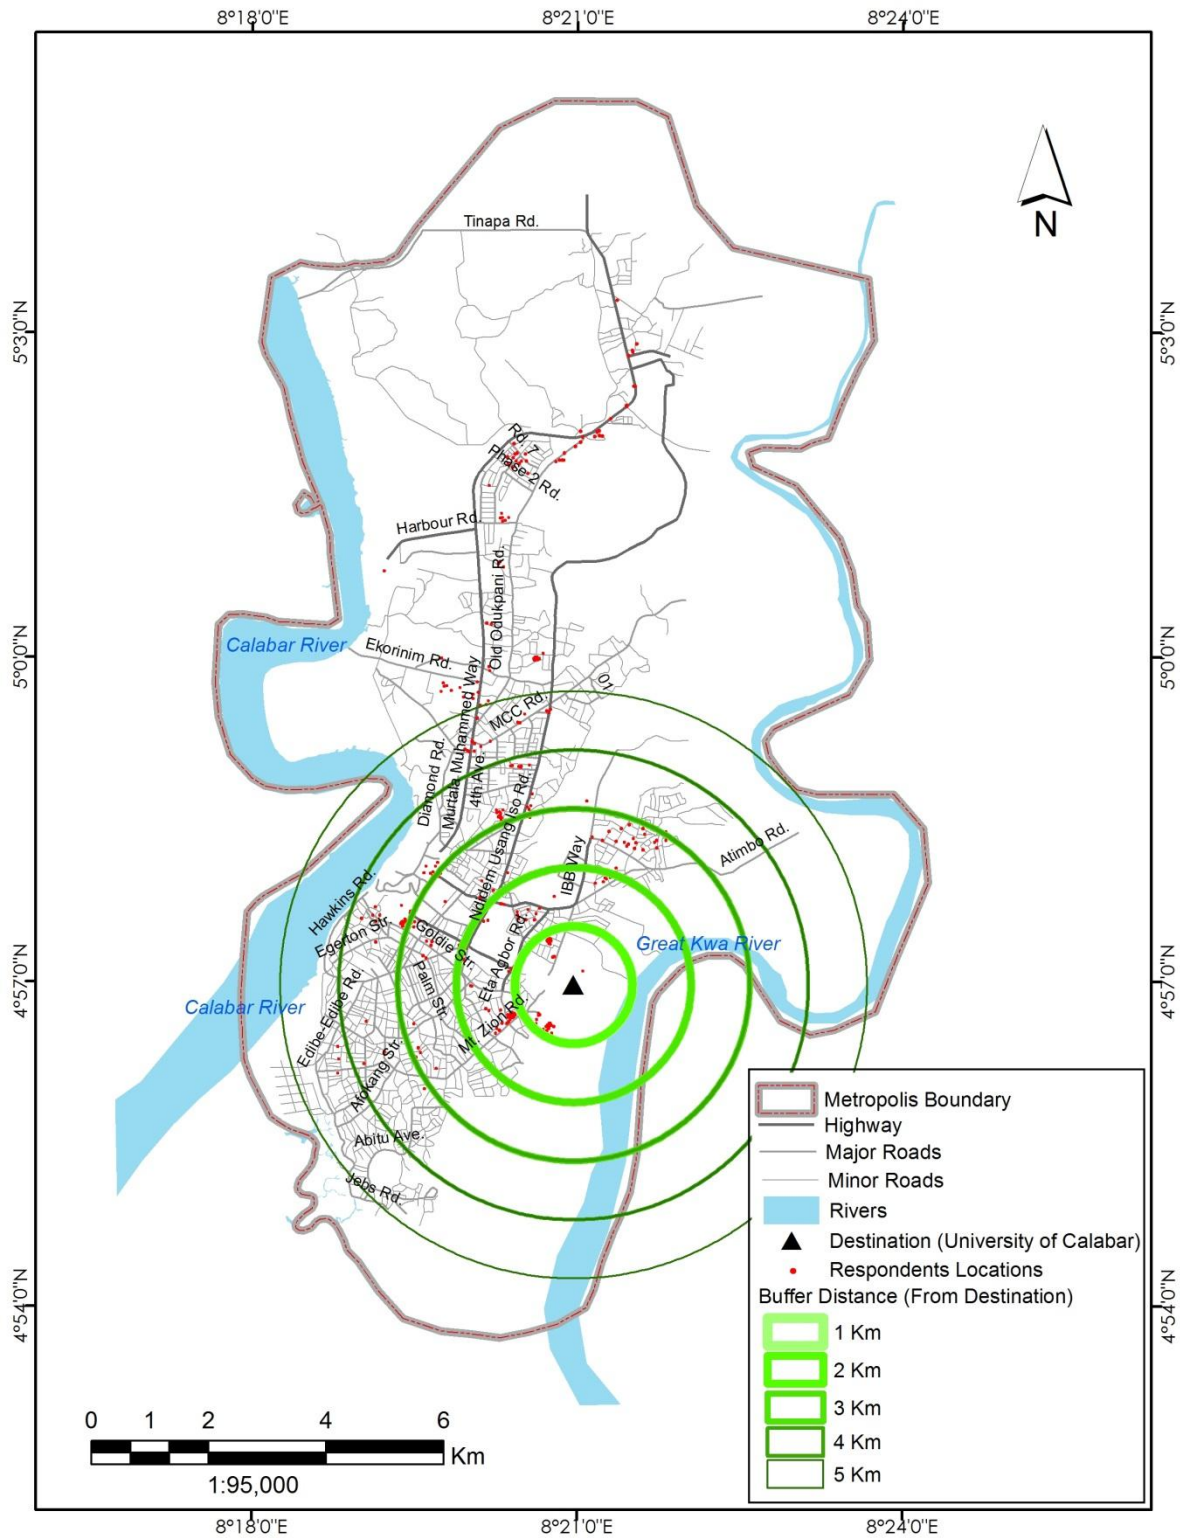 8°18'0"E
8°21'0"E
8°24'0"E
N
Tinapa Rd.
5°3'0"N
5°3'0"N
Rd. 7
Phase 2 Rd.
Harbour Rd.
Old Odukpani Rd.
5°0'0"N
5°0'0"N
Calabar River
Ekorinim Rd.
01
MCC Rd.
Murtala Muhammed Way
Diamond Rd.
4th Ave.
Ndidem Usang Iso Rd.
IBB Way
Atimbo Rd.
Hawkins Rd.
Egerton Str.
Goldie Str.
Eta Agbor Rd.
Great Kwa River
4°57'0"N
4°57'0"N
Calabar River
Edibe-Edibe Rd.
Palm Str.
Mt. Zion Rd.
Afokang Str.
Abitu Ave.
Jebs Rd.
4°54'0"N
4°54'0"N
Metropolis Boundary
Highway
Major Roads
Minor Roads
Rivers
Destination (University of Calabar)
Respondents Locations
Buffer Distance (From Destination)
1 Km
2 Km
3 Km
4 Km
5 Km
0 1 2 4 6
Km
1:95,000
8°18'0"E
8°21'0"E
8°24'0"E